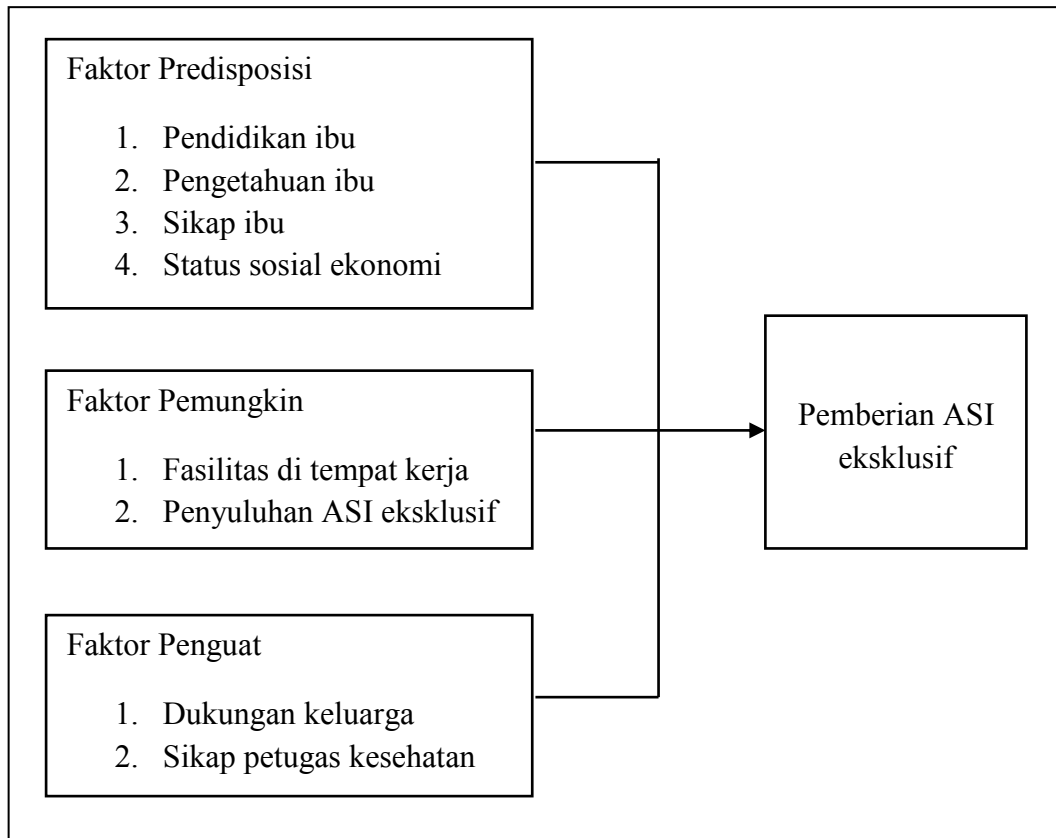 Faktor Predisposisi
1. Pendidikan ibu
2. Pengetahuan ibu
3. Sikap ibu
4. Status sosial ekonomi
Faktor Pemungkin
1. Fasilitas di tempat kerja
2. Penyuluhan ASI eksklusif
Faktor Penguat
1. Dukungan keluarga
2. Sikap petugas kesehatan
Pemberian ASI
eksklusif